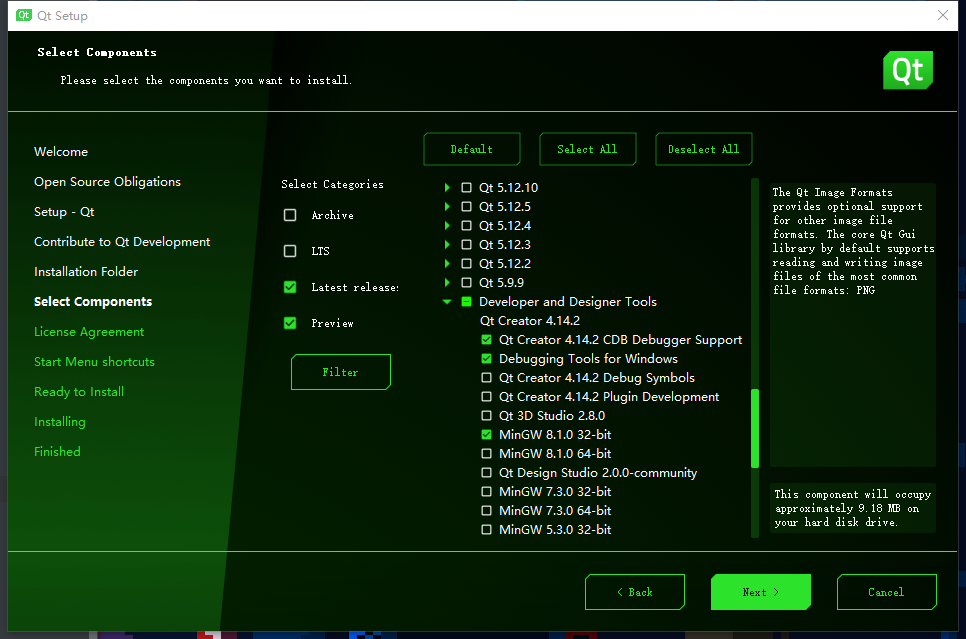 Qt Qt Setup
Select Components
Please select the components you want to install.
Qt
Welcome
Open Source Obligations
Setup - Qt
Contribute to Qt Development
Installation Folder
Select Components
License Agreement
Start Menu shortcuts
Ready to Install
Installing
Finished
Select Categories
Archive
LTS
Latest releases
Preview
Filter
Default
Select All
Deselect All
Qt 5.12.10
Qt 5.12.5
Qt 5.12.4
Qt 5.12.3
Qt 5.12.2
Qt 5.9.9
Developer and Designer Tools
Qt Creator 4.14.2
Qt Creator 4.14.2 CDB Debugger Support
Debugging Tools for Windows
Qt Creator 4.14.2 Debug Symbols
Qt Creator 4.14.2 Plugin Development
Qt 3D Studio 2.8.0
MinGW 8.1.0 32-bit
MinGW 8.1.0 64-bit
Qt Design Studio 2.0.0-community
MinGW 7.3.0 32-bit
MinGW 7.3.0 64-bit
MinGW 5.3.0 32-bit
The Qt Image Formats
provides optional support
for other image file
formats. The core Qt Gui
library by default supports
reading and writing image
files of the most common
file formats: PNG
This component will occupy
approximately 9.18 MB on
your hard disk drive.
< Back
Next >
Cancel